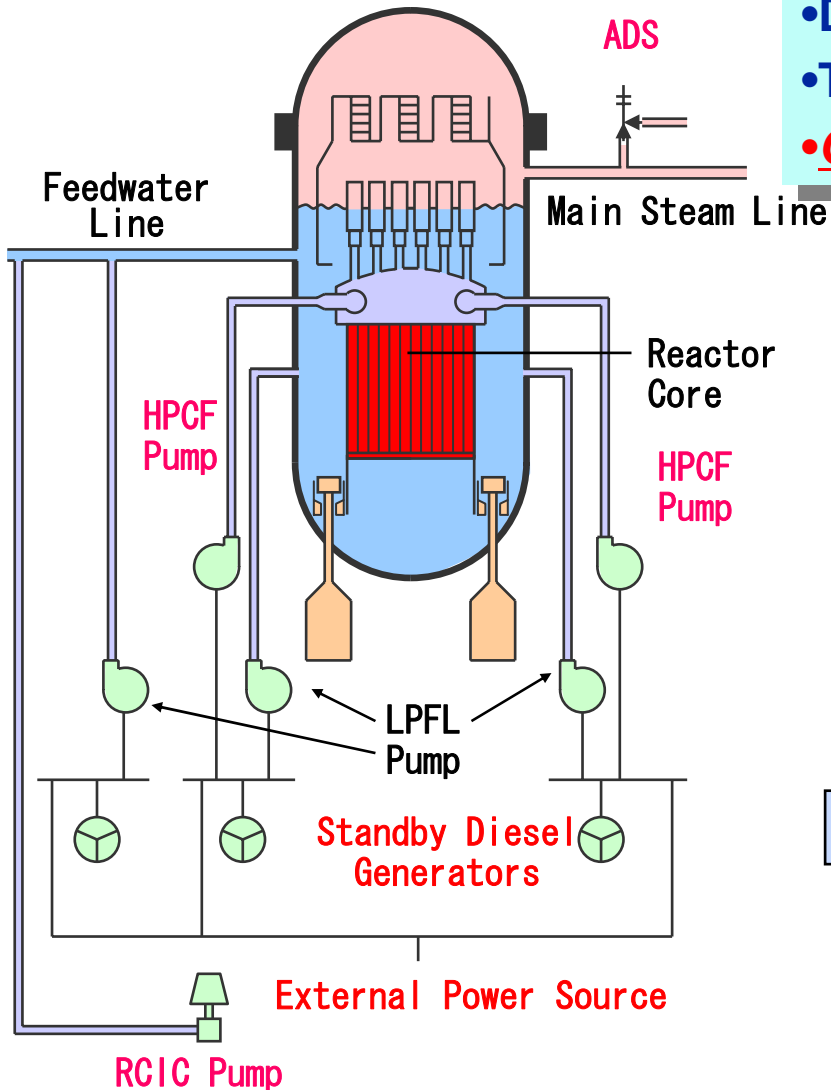 ADS
Feedwater
Line
Main Steam Line
Reactor
Core
HPCF
Pump
HPCF
Pump
LPFL
Pump
Standby Diesel
Generators
External Power Source
RCIC Pump